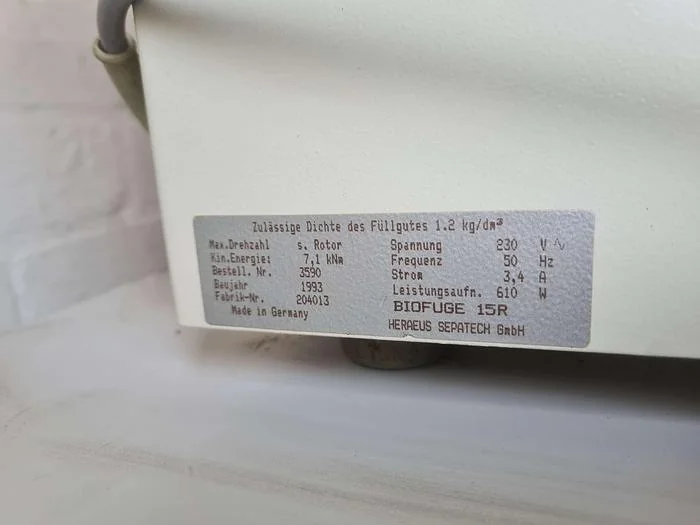 Zulässige Dichte des Füllgutes 1.2 kg/dm³
Max.Drehzahl s. Rotor
Kin.Energie: 7,1 kNm
Bestell. Nr. 3590
Baujahr 1993
Fabrik-Nr. 204013
Made in Germany
Spannung 230 V ∿
Frequenz 50 Hz
Strom 3,4 A
Leistungsaufn. 610 W
BIOFUGE 15R
HERAEUS SEPATECH GmbH